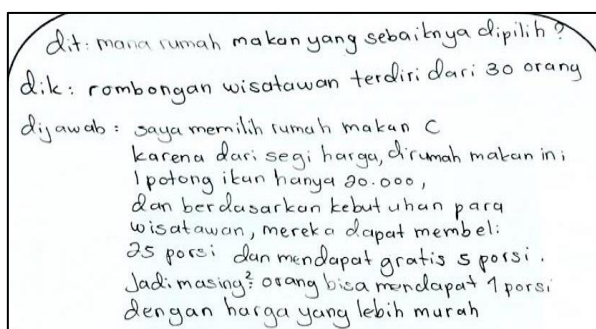 dit: mana rumah makan yang sebaiknya dipilih?
dik: rombongan wisatawan terdiri dari 30 orang
dijawab: saya memilih rumah makan C
karena dari segi harga, dirumah makan ini
1 potong ikan hanya 20.000,
dan berdasarkan kebutuhan para
wisatawan, mereka dapat membeli
25 porsi dan mendapat gratis 5 porsi.
Jadi masing² orang bisa mendapat 1 porsi
dengan harga yang lebih murah